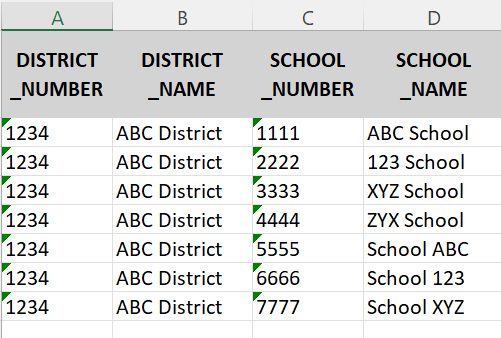 A B C D
DISTRICT DISTRICT SCHOOL SCHOOL
_NUMBER _NAME _NUMBER _NAME
1234 ABC District 1111 ABC School
1234 ABC District 2222 123 School
1234 ABC District 3333 XYZ School
1234 ABC District 4444 ZYX School
1234 ABC District 5555 School ABC
1234 ABC District 6666 School 123
1234 ABC District 7777 School XYZ